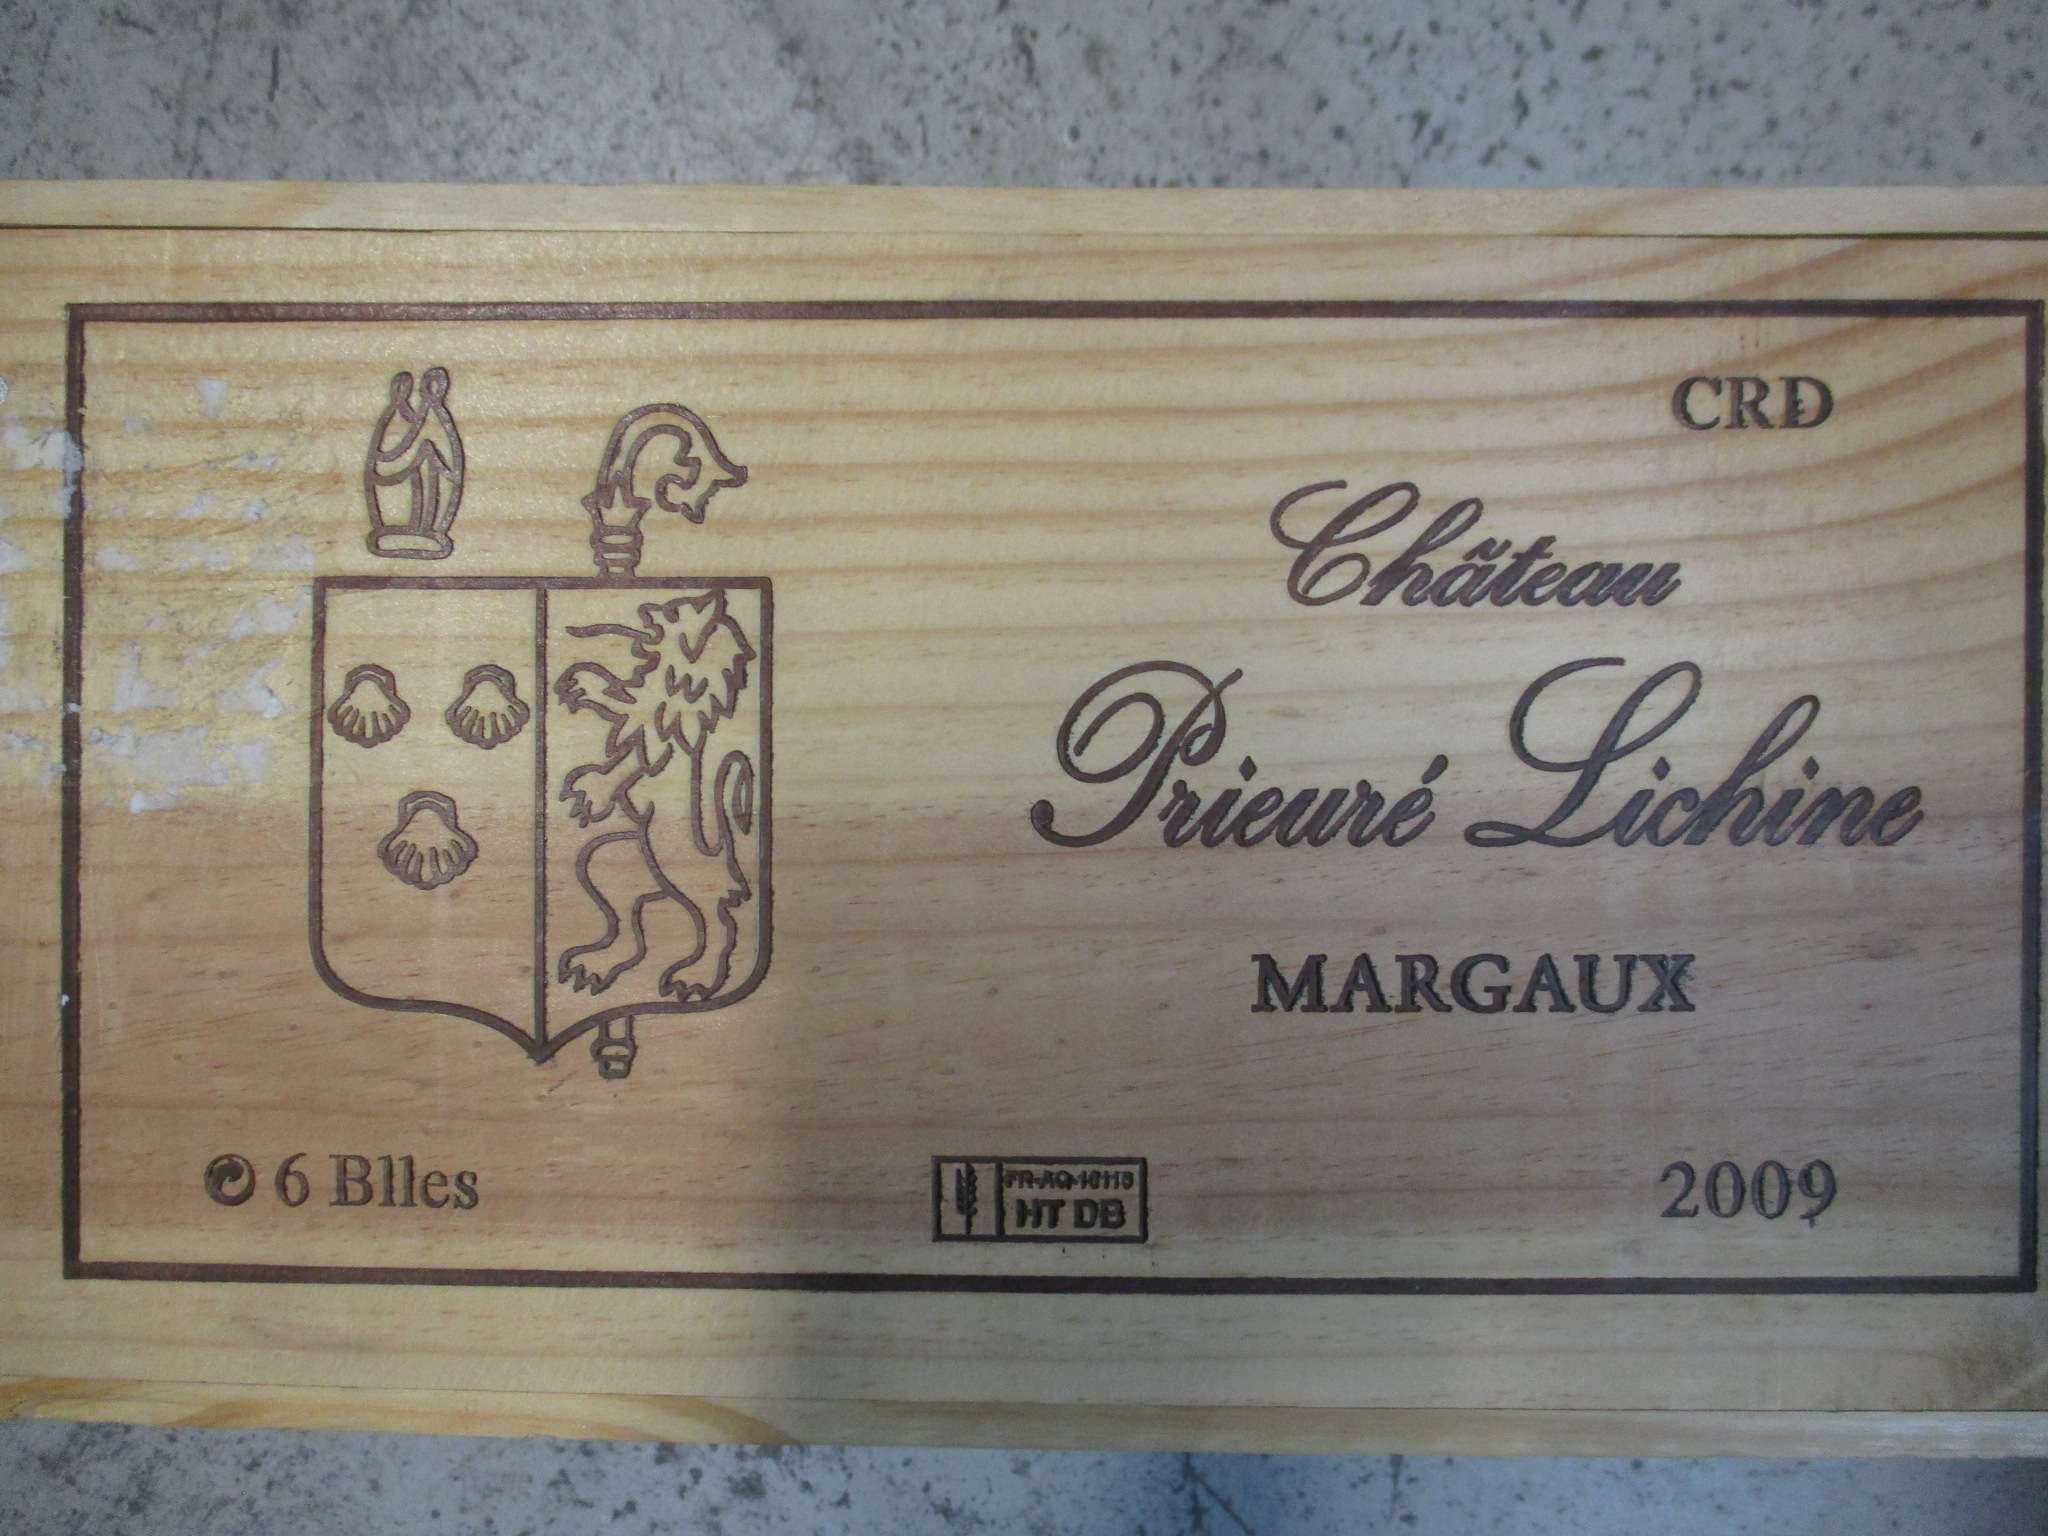 CRD
Château
Prieuré Lichine
MARGAUX
6 Blles
HT DB
2009